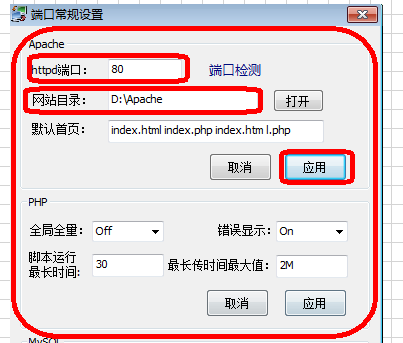 端口常规设置
Apache
httpd端口： 80 端口检测
网站目录： D:\Apache 打开
默认首页： index.html index.php index.htm l.php
取消 应用
PHP
全局全量： Off 错误显示： On
脚本运行
最长时间： 30 最长传时间最大值： 2M
取消 应用
MySQL